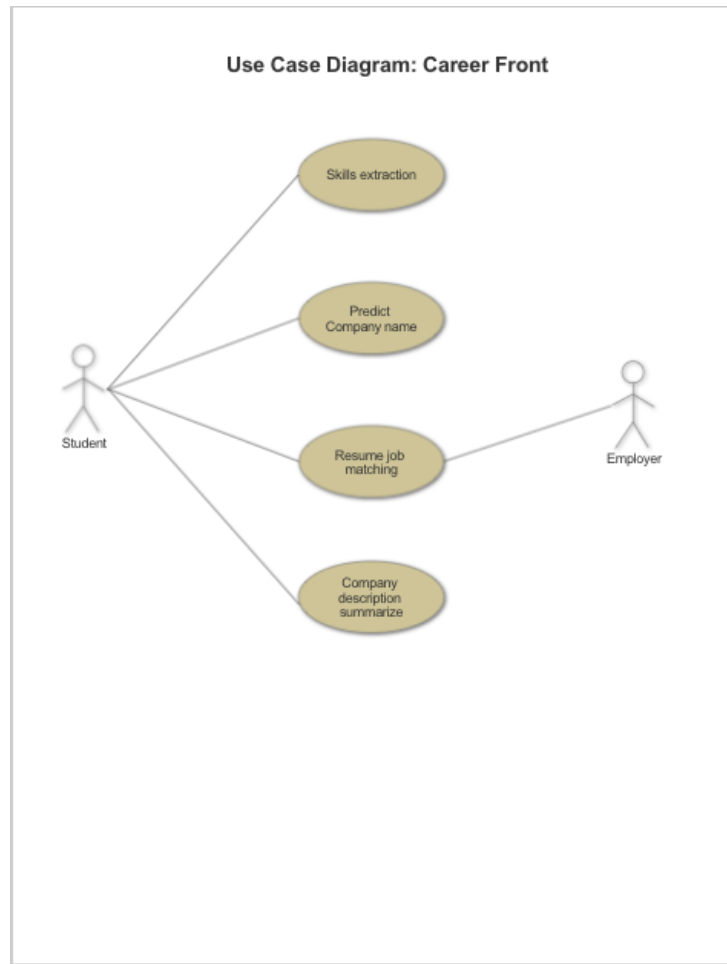 Use Case Diagram: Career Front
Skills extraction
Predict
Company name
Student
Resume job
matching
Employer
Company
description
summarize